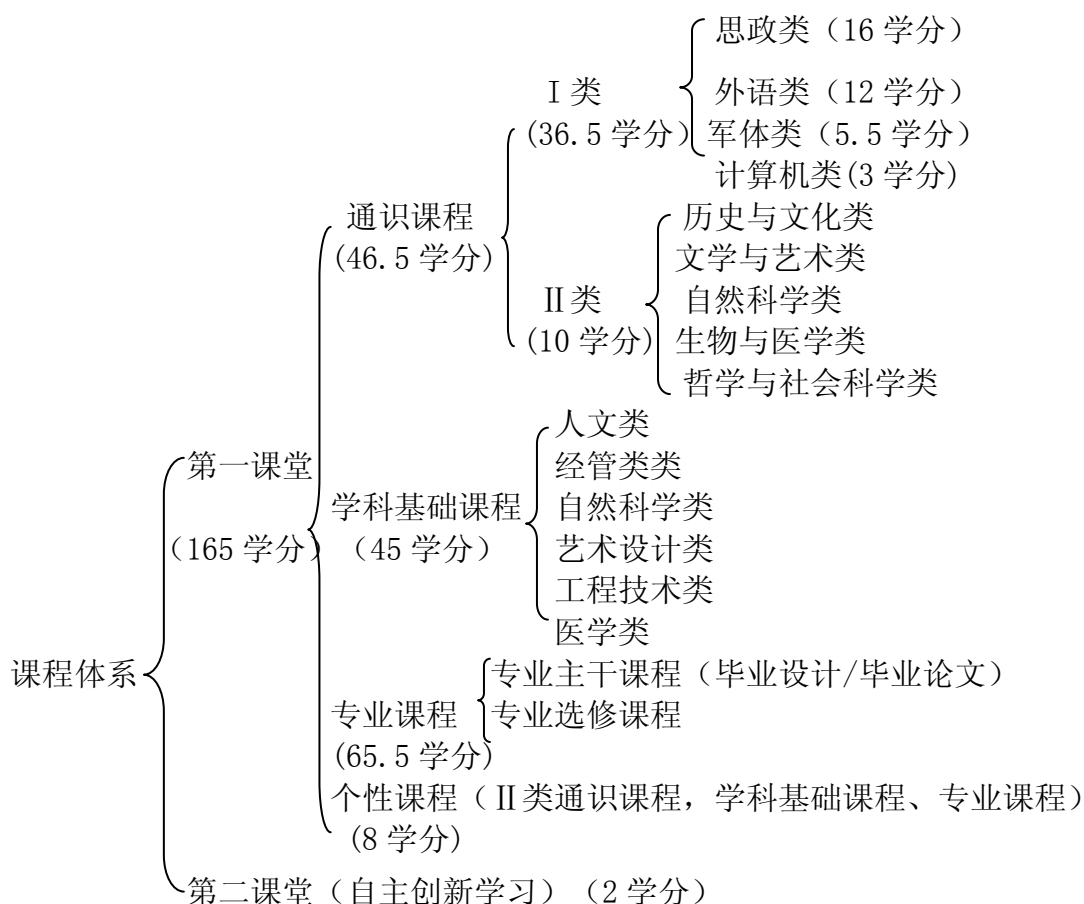 思政类（16 学分）
Ⅰ类
外语类（12 学分）
(36.5 学分)
军体类（5.5 学分）
计算机类(3 学分)
通识课程
(46.5 学分)
历史与文化类
文学与艺术类
Ⅱ类
自然科学类
(10 学分)
生物与医学类
哲学与社会科学类
人文类
第一课堂
经管类类
学科基础课程
自然科学类
（165 学分）
（45 学分）
艺术设计类
工程技术类
医学类
课程体系
专业主干课程（毕业设计/毕业论文）
专业课程
专业选修课程
(65.5 学分)
个性课程（Ⅱ类通识课程，学科基础课程、专业课程）
(8 学分)
第二课堂（自主创新学习）（2 学分）